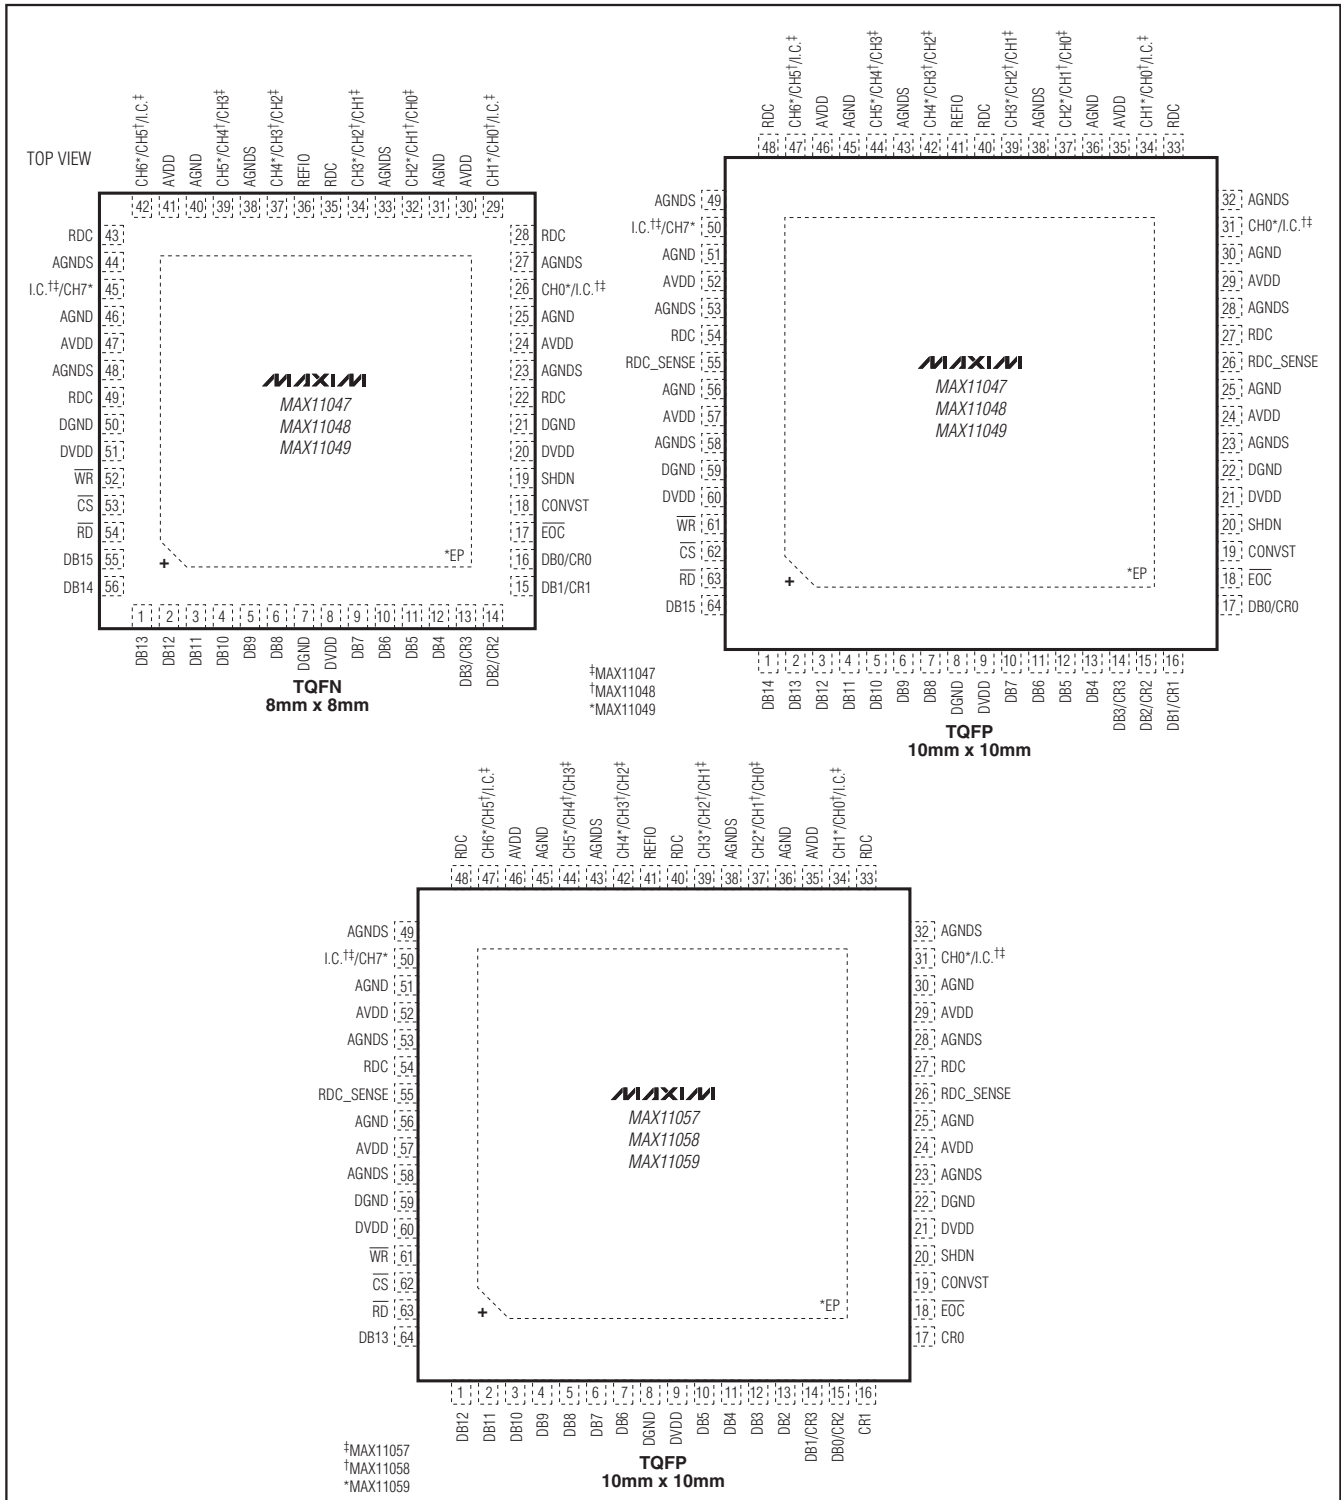 TOP VIEW
CH6*/CH5†/I.C.‡
AVDD
AGND
CH5*/CH4†/CH3‡
AGNDS
CH4*/CH3†/CH2‡
REFIO
RDC
CH3*/CH2†/CH1‡
AGNDS
CH2*/CH1†/CH0‡
AGND
AVDD
CH1*/CH0†/I.C.‡
42 41 40 39 38 37 36 35 34 33 32 31 30 29
RDC 43
AGNDS 44
I.C.†‡/CH7* 45
AGND 46
AVDD 47
AGNDS 48
RDC 49
DGND 50
DVDD 51
W̅R̅ 52
C̅S̅ 53
R̅D̅ 54
DB15 55
DB14 56
MAXIM
MAX11047
MAX11048
MAX11049
*EP
+
28 RDC
27 AGNDS
26 CH0*/I.C.†‡
25 AGND
24 AVDD
23 AGNDS
22 RDC
21 DGND
20 DVDD
19 SHDN
18 CONVST
17 E̅O̅C̅
16 DB0/CR0
15 DB1/CR1
1 2 3 4 5 6 7 8 9 10 11 12 13 14
DB13
DB12
DB11
DB10
DB9
DB8
DGND
DVDD
DB7
DB6
DB5
DB4
DB3/CR3
DB2/CR2
TQFN
8mm x 8mm
‡MAX11047
†MAX11048
*MAX11049
RDC
CH6*/CH5†/I.C.‡
AVDD
AGND
CH5*/CH4†/CH3‡
AGNDS
CH4*/CH3†/CH2‡
REFIO
RDC
CH3*/CH2†/CH1‡
AGNDS
CH2*/CH1†/CH0‡
AGND
AVDD
CH1*/CH0†/I.C.‡
RDC
48 47 46 45 44 43 42 41 40 39 38 37 36 35 34 33
AGNDS 49
I.C.†‡/CH7* 50
AGND 51
AVDD 52
AGNDS 53
RDC 54
RDC_SENSE 55
AGND 56
AVDD 57
AGNDS 58
DGND 59
DVDD 60
W̅R̅ 61
C̅S̅ 62
R̅D̅ 63
DB15 64
MAXIM
MAX11047
MAX11048
MAX11049
*EP
+
32 AGNDS
31 CH0*/I.C.†‡
30 AGND
29 AVDD
28 AGNDS
27 RDC
26 RDC_SENSE
25 AGND
24 AVDD
23 AGNDS
22 DGND
21 DVDD
20 SHDN
19 CONVST
18 E̅O̅C̅
17 DB0/CR0
1 2 3 4 5 6 7 8 9 10 11 12 13 14 15 16
DB14
DB13
DB12
DB11
DB10
DB9
DB8
DGND
DVDD
DB7
DB6
DB5
DB4
DB3/CR3
DB2/CR2
DB1/CR1
TQFP
10mm x 10mm
RDC
CH6*/CH5†/I.C.‡
AVDD
AGND
CH5*/CH4†/CH3‡
AGNDS
CH4*/CH3†/CH2‡
REFIO
RDC
CH3*/CH2†/CH1‡
AGNDS
CH2*/CH1†/CH0‡
AGND
AVDD
CH1*/CH0†/I.C.‡
RDC
48 47 46 45 44 43 42 41 40 39 38 37 36 35 34 33
AGNDS 49
I.C.†‡/CH7* 50
AGND 51
AVDD 52
AGNDS 53
RDC 54
RDC_SENSE 55
AGND 56
AVDD 57
AGNDS 58
DGND 59
DVDD 60
W̅R̅ 61
C̅S̅ 62
R̅D̅ 63
DB13 64
MAXIM
MAX11057
MAX11058
MAX11059
*EP
+
32 AGNDS
31 CH0*/I.C.†‡
30 AGND
29 AVDD
28 AGNDS
27 RDC
26 RDC_SENSE
25 AGND
24 AVDD
23 AGNDS
22 DGND
21 DVDD
20 SHDN
19 CONVST
18 E̅O̅C̅
17 CR0
1 2 3 4 5 6 7 8 9 10 11 12 13 14 15 16
DB12
DB11
DB10
DB9
DB8
DB7
DB6
DGND
DVDD
DB5
DB4
DB3
DB2
DB1/CR3
DB0/CR2
CR1
‡MAX11057
†MAX11058
*MAX11059
TQFP
10mm x 10mm